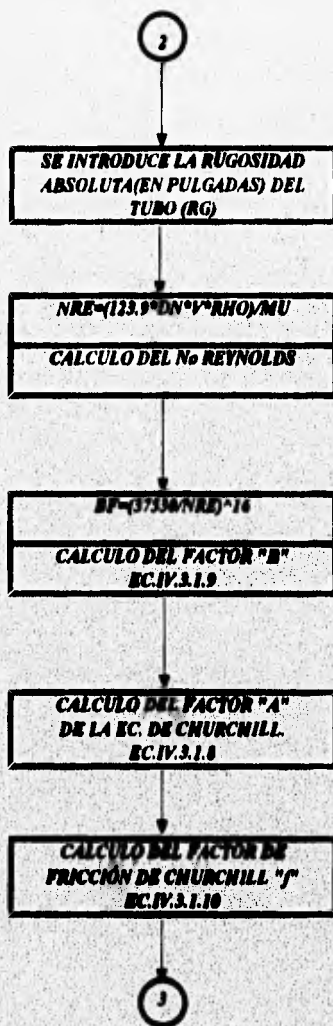 2
SE INTRODUCE LA RUGOSIDAD
ABSOLUTA(EN PULGADAS) DEL
TUBO (RG)
NRE=(123.9*DN*V*RHO)/MU
CALCULO DEL No REYNOLDS
BF=(37530/NRE)^16
CALCULO DEL FACTOR "B"
EC.IV.3.1.9
CALCULO DEL FACTOR "A"
DE LA EC. DE CHURCHILL.
EC.IV.3.1.8
CALCULO DEL FACTOR DE
FRICCIÓN DE CHURCHILL "f"
EC.IV.3.1.10
3